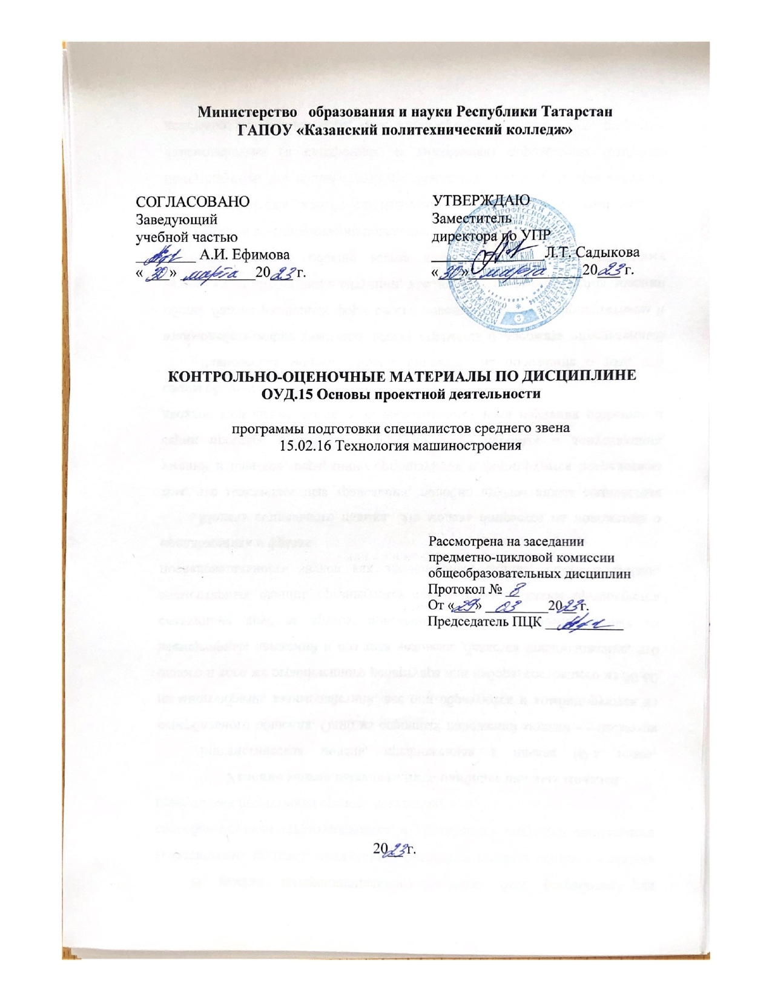 Министерство образования и науки Республики Татарстан
ГАПОУ «Казанский политехнический колледж»
СОГЛАСОВАНО
Заведующий
учебной частью
А.И. Ефимова
«30» марта 2023 г.
УТВЕРЖДАЮ
Заместитель
директора по УПР
Л.Т. Садыкова
«30» марта 2023 г.
КОНТРОЛЬНО-ОЦЕНОЧНЫЕ МАТЕРИАЛЫ ПО ДИСЦИПЛИНЕ
ОУД.15 Основы проектной деятельности
программы подготовки специалистов среднего звена
15.02.16 Технология машиностроения
Рассмотрена на заседании
предметно-цикловой комиссии
общеобразовательных дисциплин
Протокол № 8
От «29» 03 2023 г.
Председатель ПЦК
2023 г.